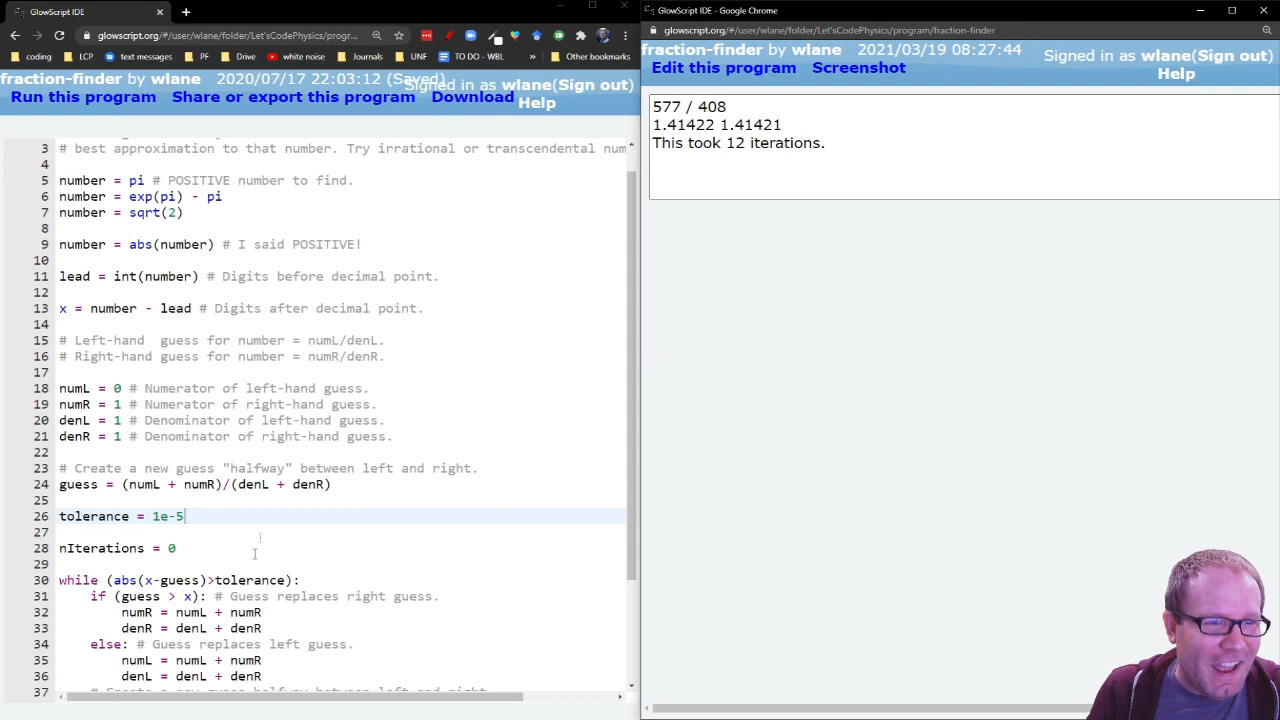 GlowScript IDE
glowscript.org/#/user/wlane/folder/Let'sCodePhysics/progr...
coding
LCP
text messages
PF
Drive
white noise
Journals
UNF
TO DO - WBL
»
Other bookmarks
fraction-finder by wlane 2020/07/17 22:03:12 (Saved)
Signed in as wlane(Sign out)
Run this program Share or export this program Download
Help
3 # best approximation to that number. Try irrational or transcendental num
4
5 number = pi # POSITIVE number to find.
6 number = exp(pi) - pi
7 number = sqrt(2)
8
9 number = abs(number) # I said POSITIVE!
10
11 lead = int(number) # Digits before decimal point.
12
13 x = number - lead # Digits after decimal point.
14
15 # Left-hand  guess for number = numL/denL.
16 # Right-hand guess for number = numR/denR.
17
18 numL = 0 # Numerator of left-hand guess.
19 numR = 1 # Numerator of right-hand guess.
20 denL = 1 # Denominator of left-hand guess.
21 denR = 1 # Denominator of right-hand guess.
22
23 # Create a new guess "halfway" between left and right.
24 guess = (numL + numR)/(denL + denR)
25
26 tolerance = 1e-5
27
28 nIterations = 0
29
30 while (abs(x-guess)>tolerance):
31     if (guess > x): # Guess replaces right guess.
32         numR = numL + numR
33         denR = denL + denR
34     else: # Guess replaces left guess.
35         numL = numL + numR
36         denL = denL + denR
37     # Create a new guess halfway between left and right
GlowScript IDE - Google Chrome
glowscript.org/#/user/wlane/folder/Let'sCodePhysics/program/fraction-finder
fraction-finder by wlane 2021/03/19 08:27:44
Signed in as wlane(Sign out)
Edit this program Screenshot
Help
577 / 408
1.41422 1.41421
This took 12 iterations.